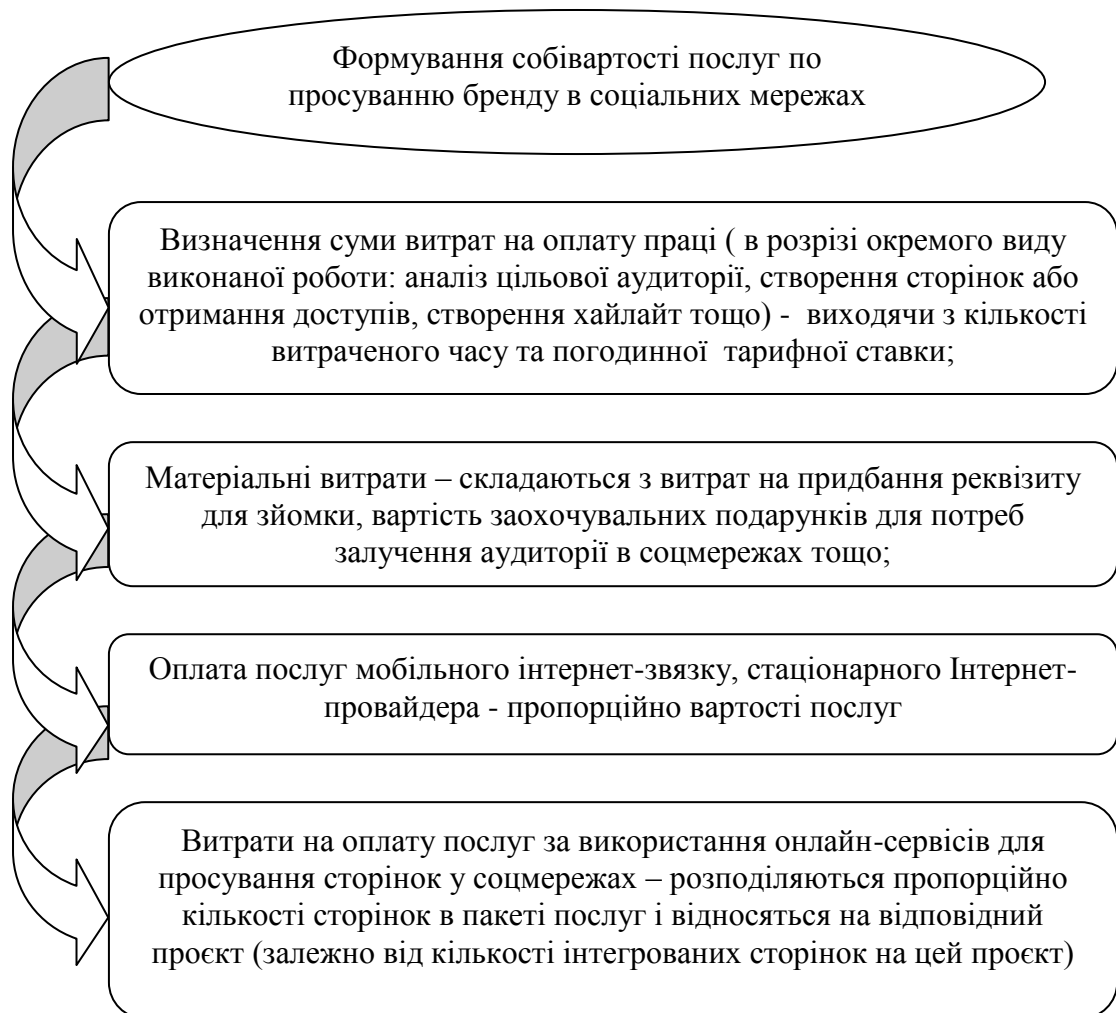 Формування собівартості послуг по
просуванню бренду в соціальних мережах
Визначення суми витрат на оплату праці ( в розрізі окремого виду
виконаної роботи: аналіз цільової аудиторії, створення сторінок або
отримання доступів, створення хайлайт тощо) - виходячи з кількості
витраченого часу та погодинної тарифної ставки;
Матеріальні витрати – складаються з витрат на придбання реквізиту
для зйомки, вартість заохочувальних подарунків для потреб
залучення аудиторії в соцмережах тощо;
Оплата послуг мобільного інтернет-звязку, стаціонарного Інтернет-
провайдера - пропорційно вартості послуг
Витрати на оплату послуг за використання онлайн-сервісів для
просування сторінок у соцмережах – розподіляються пропорційно
кількості сторінок в пакеті послуг і відносяться на відповідний
проєкт (залежно від кількості інтегрованих сторінок на цей проєкт)